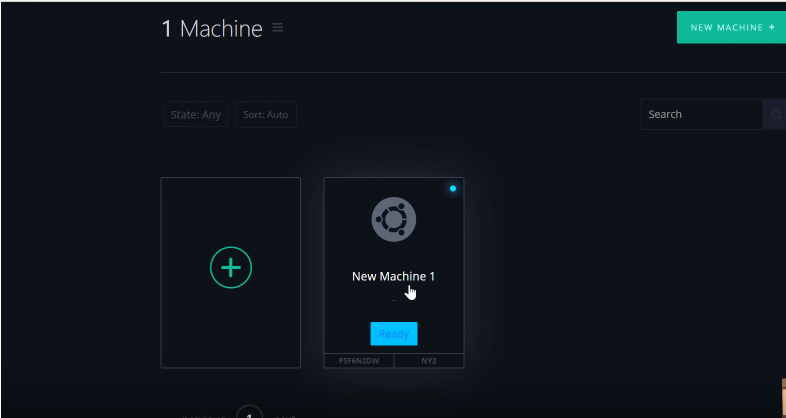 1 Machine
NEW MACHINE +
State: Any
Sort: Auto
Search
New Machine 1
-
Ready
PSF6N2DW
NY2
1